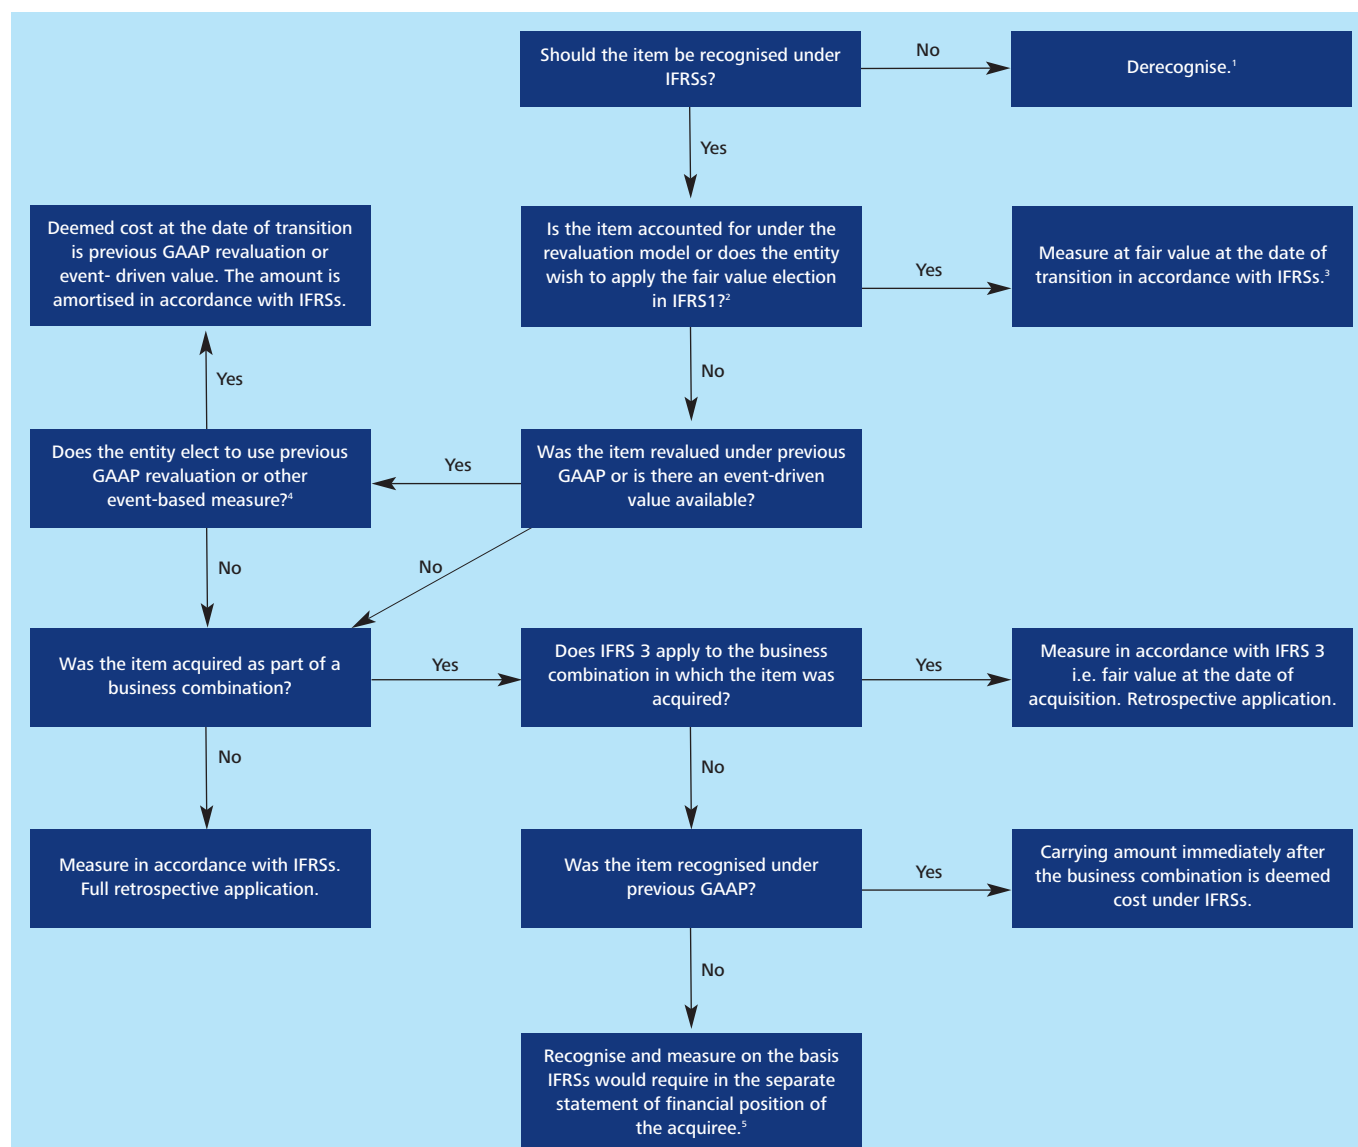 Should the item be recognised under
IFRSs?
No
Derecognise.¹
Yes
Deemed cost at the date of transition
is previous GAAP revaluation or
event- driven value. The amount is
amortised in accordance with IFRSs.
Is the item accounted for under the
revaluation model or does the entity
wish to apply the fair value election
in IFRS1?²
Yes
Measure at fair value at the date of
transition in accordance with IFRSs.³
Yes
No
Does the entity elect to use previous
GAAP revaluation or other
event-based measure?⁴
Yes
Was the item revalued under previous
GAAP or is there an event-driven
value available?
No
No
Was the item acquired as part of a
business combination?
Yes
Does IFRS 3 apply to the business
combination in which the item was
acquired?
Yes
Measure in accordance with IFRS 3
i.e. fair value at the date of
acquisition. Retrospective application.
No
No
Measure in accordance with IFRSs.
Full retrospective application.
Was the item recognised under
previous GAAP?
Yes
Carrying amount immediately after
the business combination is deemed
cost under IFRSs.
No
Recognise and measure on the basis
IFRSs would require in the separate
statement of financial position of
the acquiree.⁵